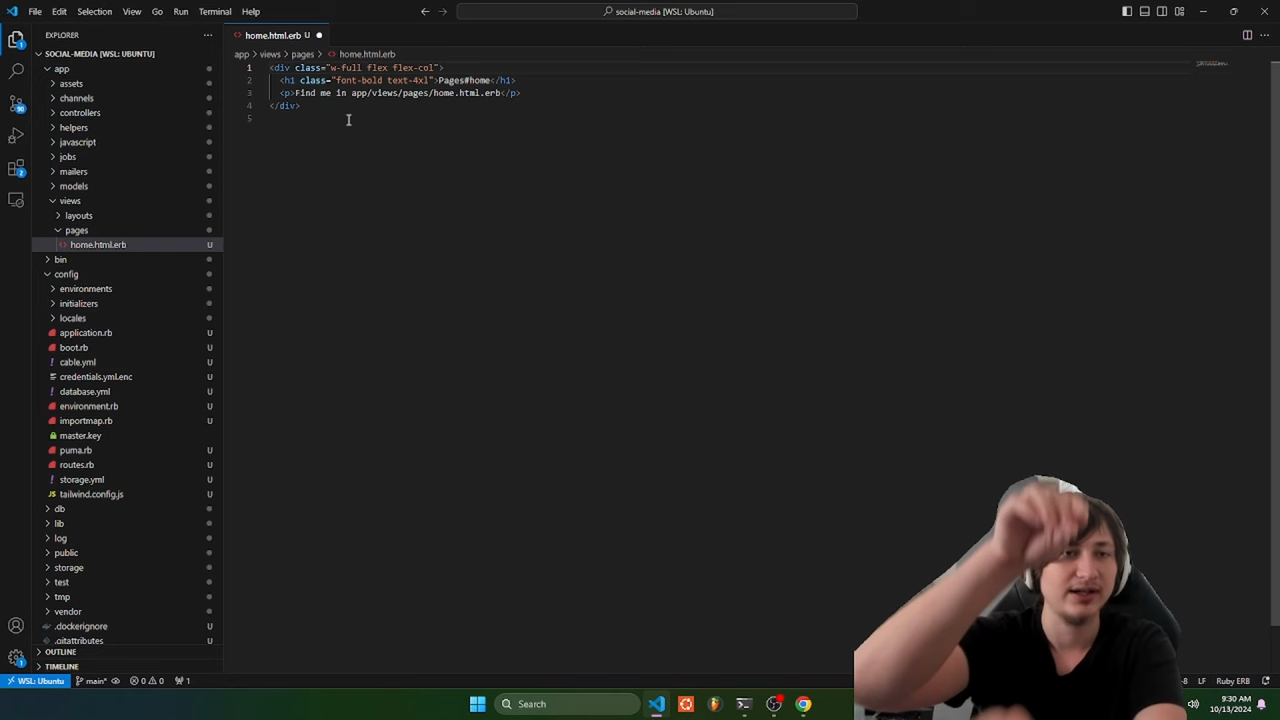 File Edit Selection View Go Run Terminal Help
social-media [WSL: Ubuntu]
EXPLORER
home.html.erb U
SOCIAL-MEDIA [WSL: UBUNTU]
app > views > pages > home.html.erb
app
assets
channels
controllers
helpers
javascript
jobs
mailers
models
views
layouts
pages
home.html.erb U
bin
config
environments
initializers
locales
application.rb U
boot.rb U
cable.yml U
credentials.yml.enc U
database.yml U
environment.rb U
importmap.rb U
master.key
puma.rb U
routes.rb U
storage.yml U
tailwind.config.js U
db
lib
log
public
storage
test
tmp
vendor
.dockerignore U
.gitattributes U
OUTLINE
TIMELINE
1 <div class="w-full flex flex-col">
2 <h1 class="font-bold text-4xl">Pages#home</h1>
3 <p>Find me in app/views/pages/home.html.erb</p>
4 </div>
5
WSL: Ubuntu main* 0 0 1
-8 LF Ruby ERB
Search
9:30 AM
10/13/2024